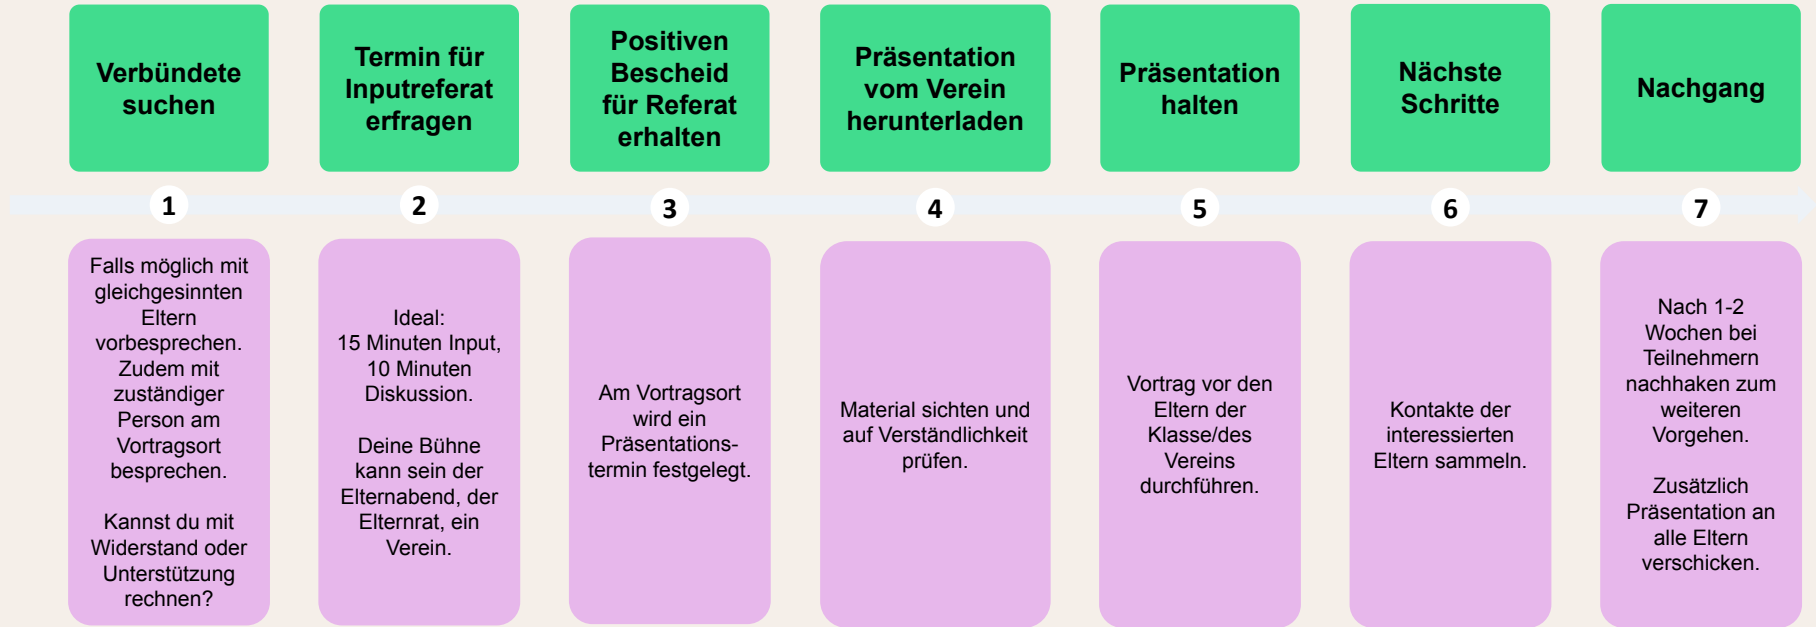 Verbündete
suchen
Termin für
Inputreferat
erfragen
Positiven
Bescheid
für Referat
erhalten
Präsentation
vom Verein
herunterladen
Präsentation
halten
Nächste
Schritte
Nachgang
1
2
3
4
5
6
7
Falls möglich mit
gleichgesinnten
Eltern
vorbesprechen.
Zudem mit
zuständiger
Person am
Vortragsort
besprechen.
Kannst du mit
Widerstand oder
Unterstützung
rechnen?
Ideal:
15 Minuten Input,
10 Minuten
Diskussion.
Deine Bühne
kann sein der
Elternabend, der
Elternrat, ein
Verein.
Am Vortragsort
wird ein
Präsentations-
termin festgelegt.
Material sichten und
auf Verständlichkeit
prüfen.
Vortrag vor den
Eltern der
Klasse/des
Vereins
durchführen.
Kontakte der
interessierten
Eltern sammeln.
Nach 1-2
Wochen bei
Teilnehmern
nachhaken zum
weiteren
Vorgehen.
Zusätzlich
Präsentation an
alle Eltern
verschicken.